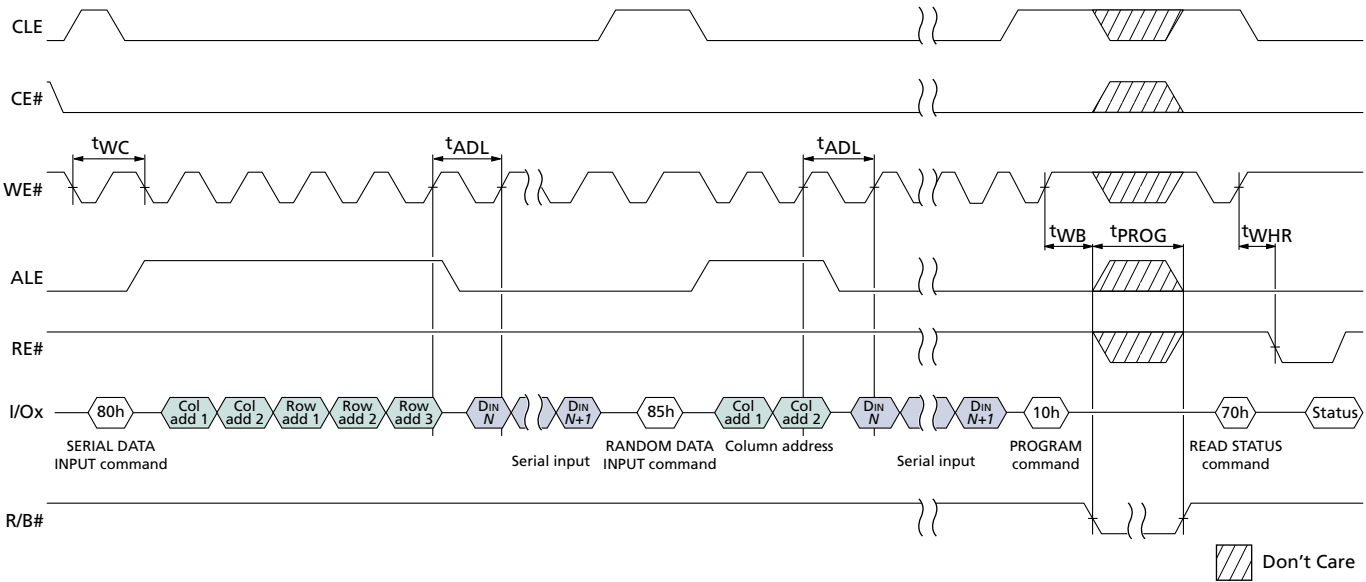 CLE
CE#
tWC
tADL
tADL
WE#
tWB
tPROG
tWHR
ALE
RE#
I/Ox
80h
Col
add 1
Col
add 2
Row
add 1
Row
add 2
Row
add 3
DIN
N
DIN
N+1
85h
Col
add 1
Col
add 2
DIN
N
DIN
N+1
10h
70h
Status
SERIAL DATA
INPUT command
Serial input
RANDOM DATA
INPUT command
Column address
Serial input
PROGRAM
command
READ STATUS
command
R/B#
Don't Care